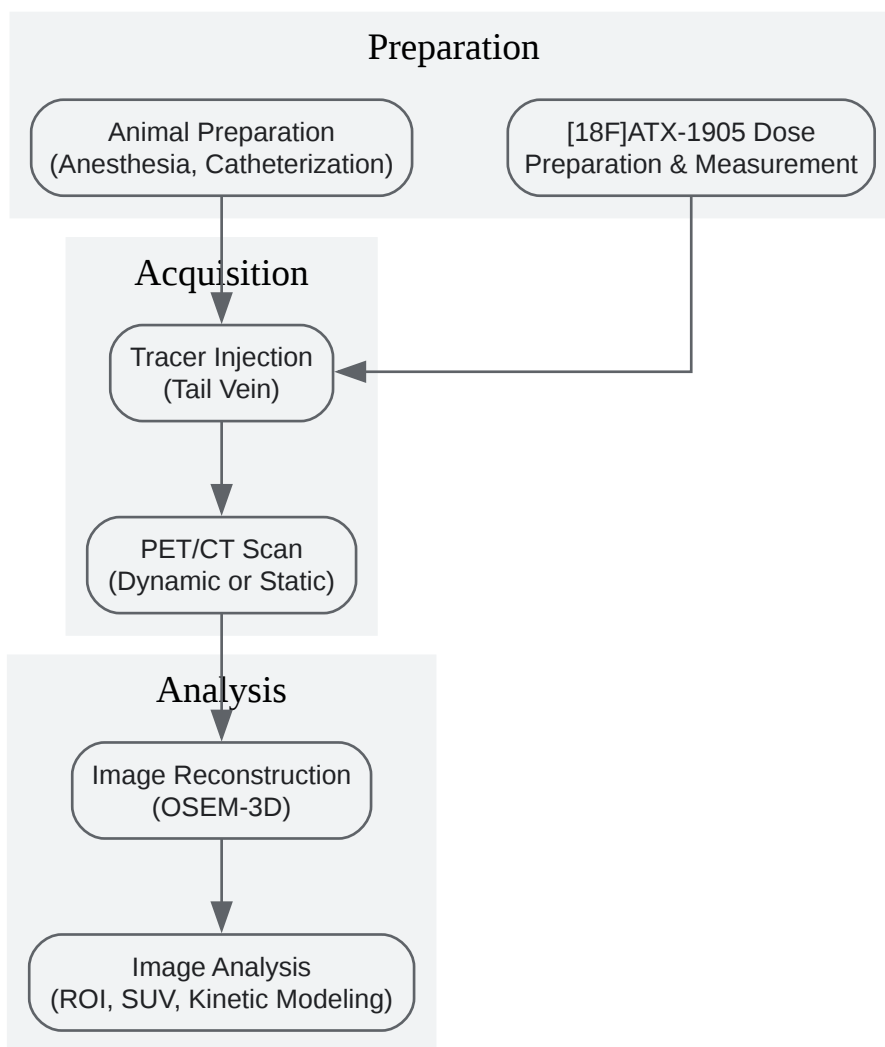 Preparation
Animal Preparation
(Anesthesia, Catheterization)
[18F]ATX-1905 Dose
Preparation & Measurement
Acquisition
Tracer Injection
(Tail Vein)
PET/CT Scan
(Dynamic or Static)
Analysis
Image Reconstruction
(OSEM-3D)
Image Analysis
(ROI, SUV, Kinetic Modeling)